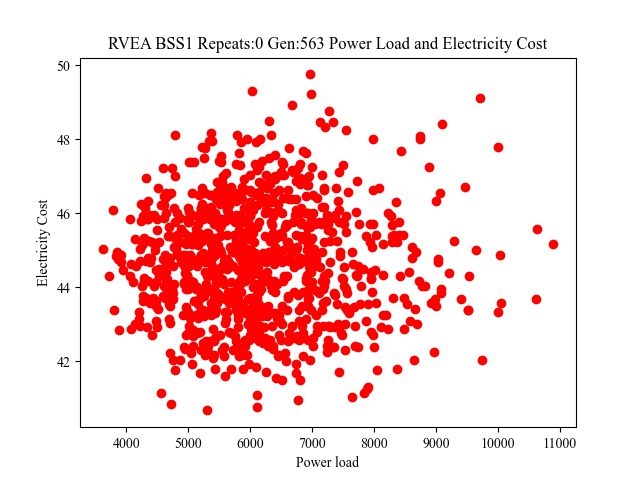 RVEA BSS1 Repeats:0 Gen:563 Power Load and Electricity Cost
50
48
46
44
42
Electricity Cost
4000 5000 6000 7000 8000 9000 10000 11000
Power load